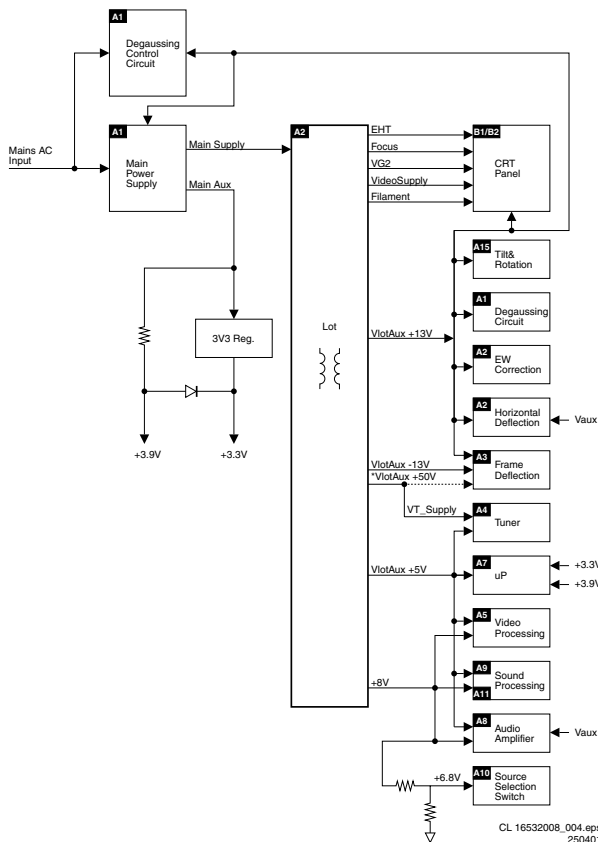 A1
Degaussing
Control
Circuit
Mains AC
Input
A1
Main
Power
Supply
Main Supply
Main Aux
3V3 Reg.
+3.9V
+3.3V
A2
Lot
EHT
Focus
VG2
VideoSupply
Filament
B1/B2
CRT
Panel
A15
Tilt&
Rotation
A1
Degaussing
Circuit
VlotAux +13V
A2
EW
Correction
A2
Horizontal
Deflection
Vaux
VlotAux -13V
*VlotAux +50V
A3
Frame
Deflection
VT_Supply
A4
Tuner
VlotAux +5V
A7
uP
+3.3V
+3.9V
A5
Video
Processing
+8V
A9
Sound
Processing
A11
A8
Audio
Amplifier
Vaux
+6.8V
A10
Source
Selection
Switch
CL 16532008_004.eps
250401